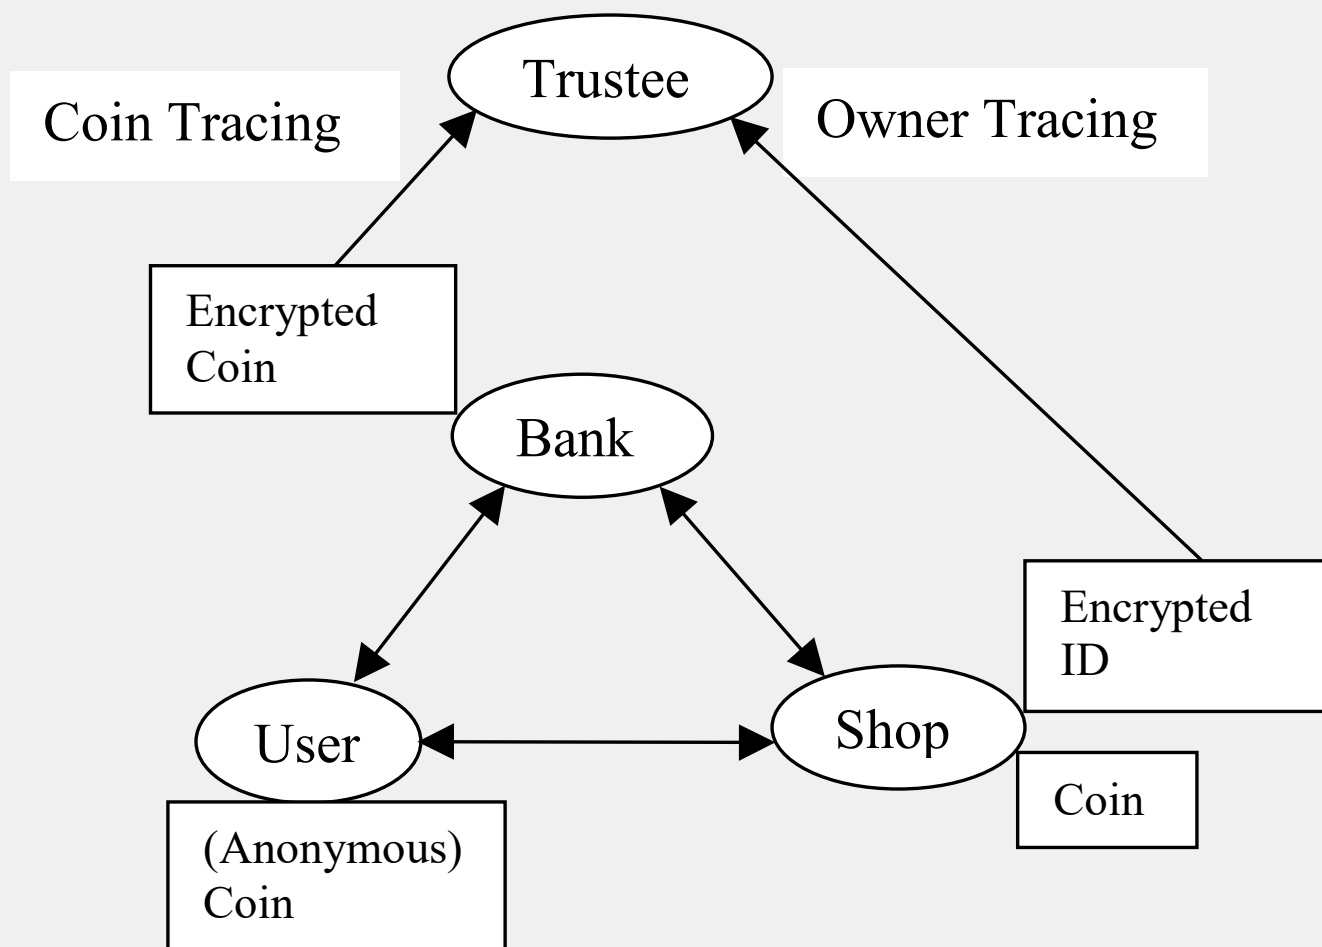 Trustee
Coin Tracing
Owner Tracing
Encrypted
Coin
Bank
Encrypted
ID
User
Shop
Coin
(Anonymous)
Coin